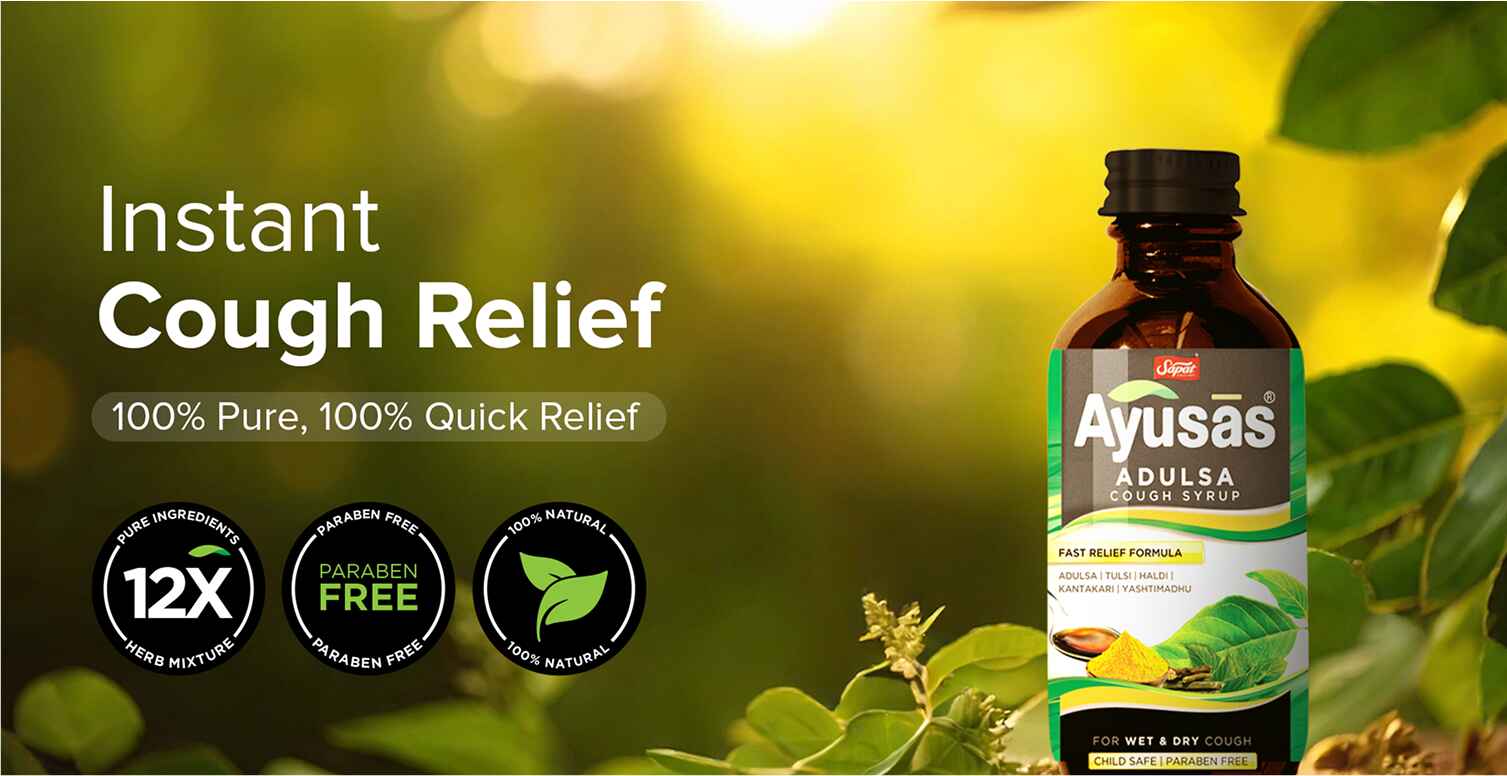 Instant
Cough Relief
100% Pure, 100% Quick Relief
PURE INGREDIENTS
12X
HERB MIXTURE
PARABEN FREE
PARABEN
FREE
PARABEN FREE
100% NATURAL
100% NATURAL
Sapat
Ayusās®
ADULSA
COUGH SYRUP
FAST RELIEF FORMULA
ADULSA | TULSI | HALDI |
KANTAKARI | YASHTIMADHU
FOR WET & DRY COUGH
CHILD SAFE | PARABEN FREE